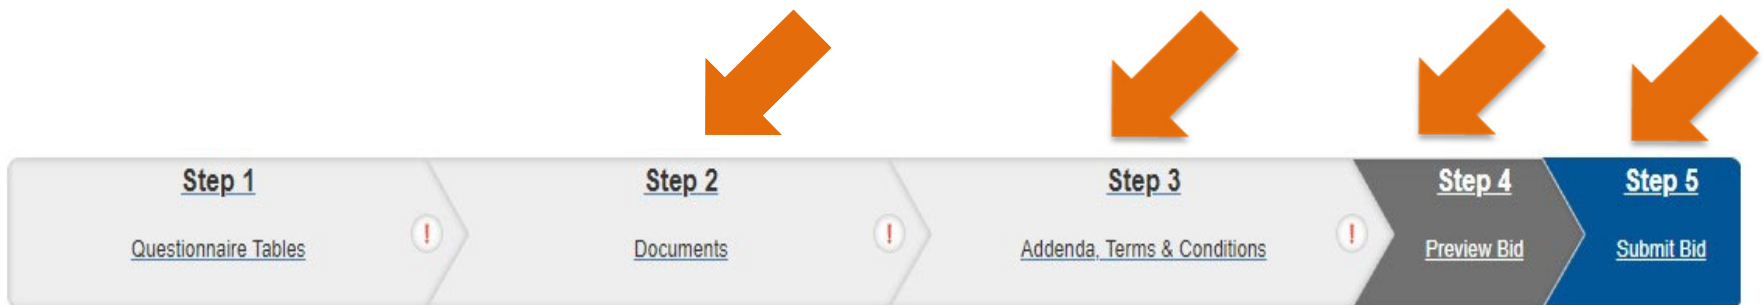 Step 1
Questionnaire Tables
!
Step 2
Documents
!
Step 3
Addenda, Terms & Conditions
!
Step 4
Preview Bid
Step 5
Submit Bid